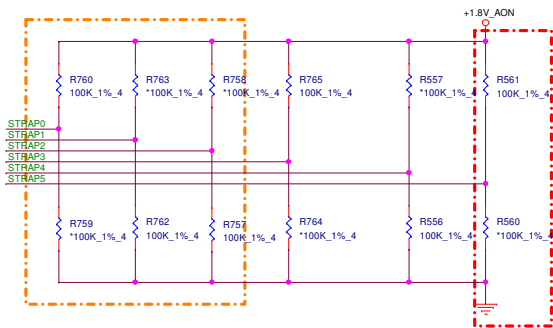 +1.8V_AON
R760
100K_1%_4
R763
*100K_1%_4
R758
*100K_1%_4
R765
100K_1%_4
R557
*100K_1%_4
R561
100K_1%_4
STRAP0
STRAP1
STRAP2
STRAP3
STRAP4
STRAP5
R759
*100K_1%_4
R762
100K_1%_4
R757
100K_1%_4
R764
*100K_1%_4
R556
100K_1%_4
R560
*100K_1%_4